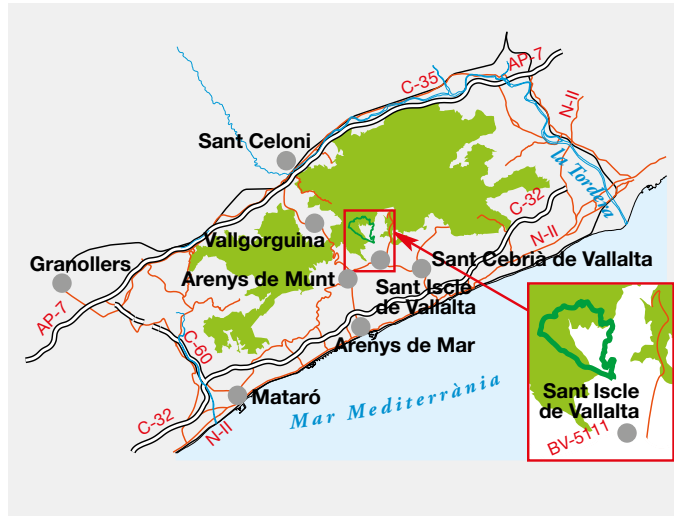 C-35
AP-7
N-II
Sant Celoni
la Tordera
C-32
Vallgorguina
N-II
Granollers
Sant Cebrià de Vallalta
Arenys de Munt
Sant Iscle
de Vallalta
AP-7
C-60
Arenys de Mar
Mar Mediterrània
Mataró
C-32
N-II
Sant Iscle
de Vallalta
BV-5111